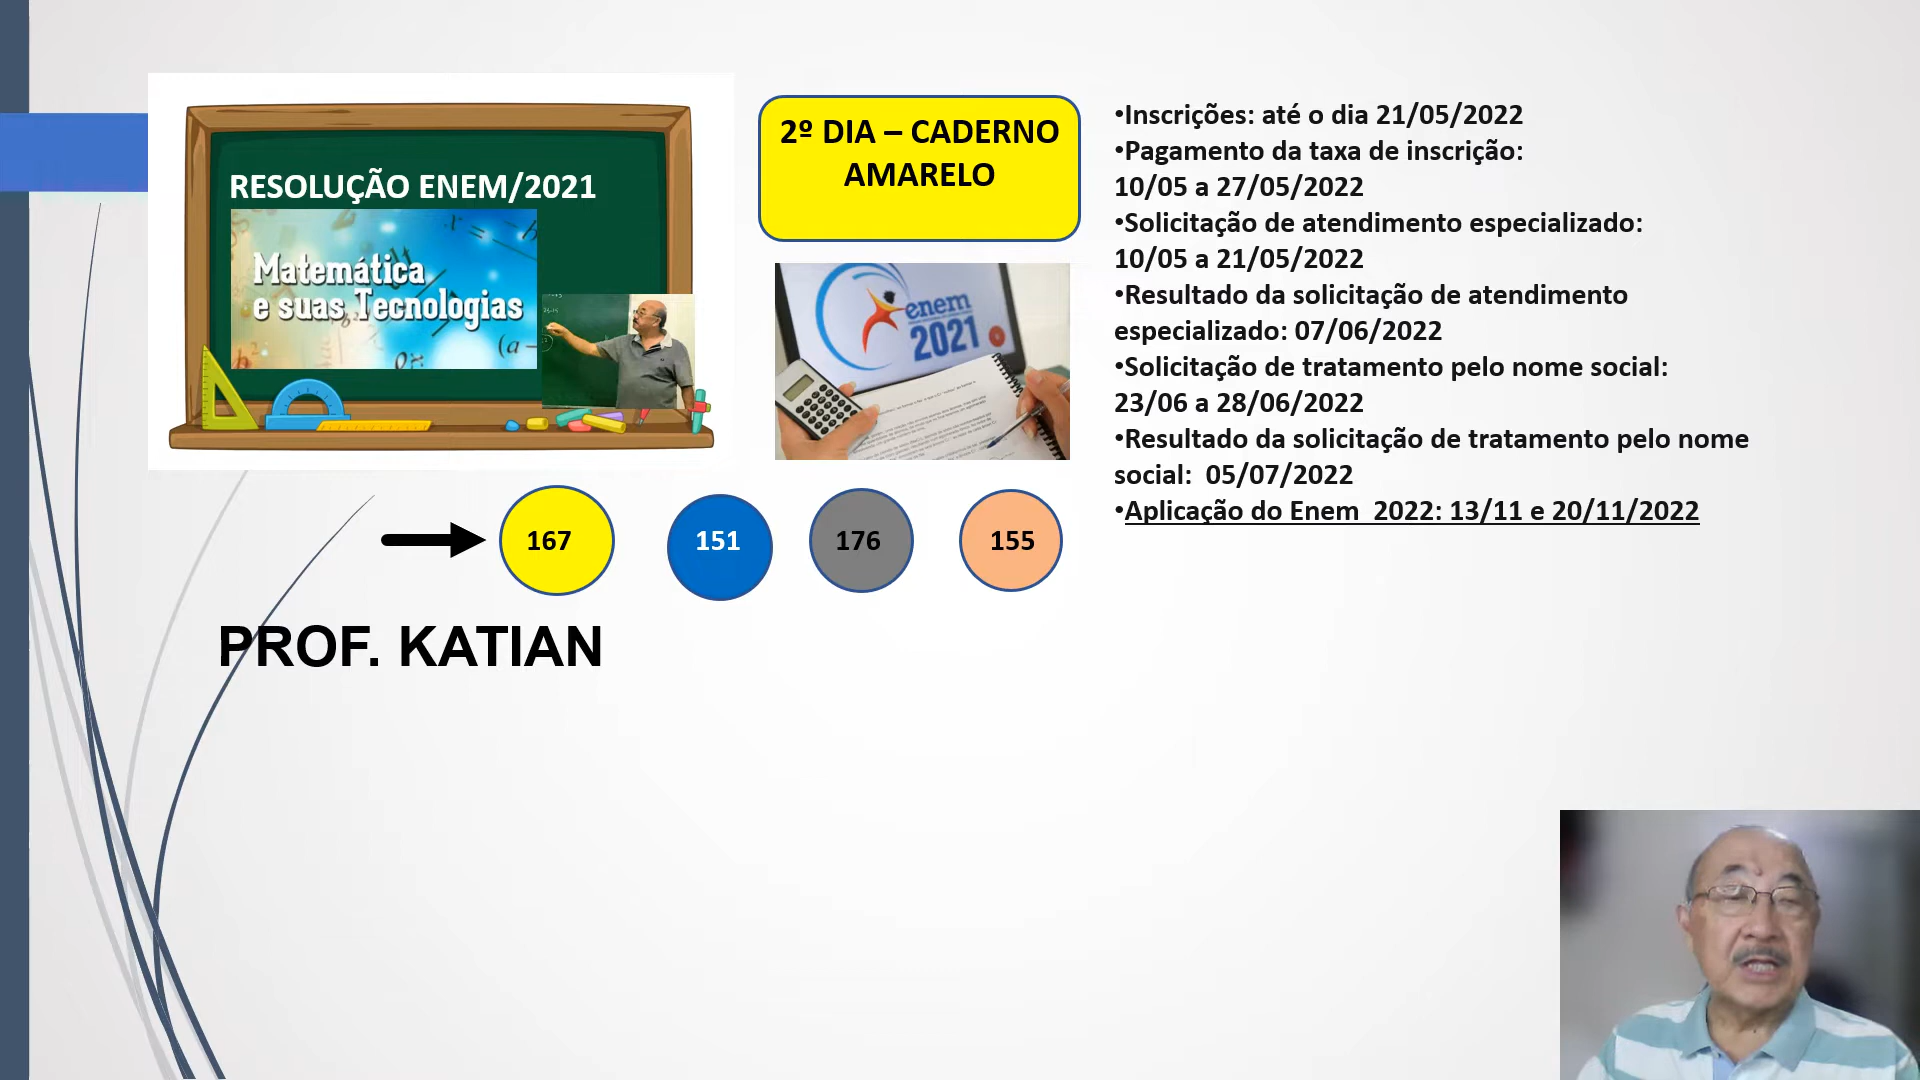 RESOLUÇÃO ENEM/2021
Matemática
e suas Tecnologias
2º DIA – CADERNO
AMARELO
enem
2021
•Inscrições: até o dia 21/05/2022
•Pagamento da taxa de inscrição:
10/05 a 27/05/2022
•Solicitação de atendimento especializado:
10/05 a 21/05/2022
•Resultado da solicitação de atendimento
especializado: 07/06/2022
•Solicitação de tratamento pelo nome social:
23/06 a 28/06/2022
•Resultado da solicitação de tratamento pelo nome
social:  05/07/2022
•Aplicação do Enem  2022: 13/11 e 20/11/2022
167
151
176
155
PROF. KATIAN